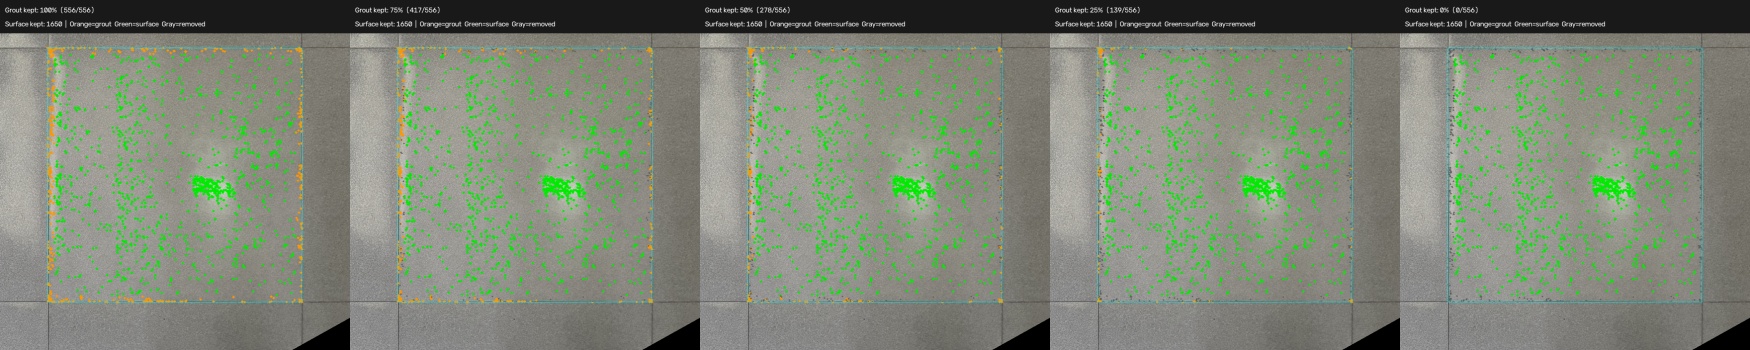 Grout kept: 100% (556/556)
Surface kept: 1650 | Orange=grout Green=surface Gray=removed
Grout kept: 75% (417/556)
Surface kept: 1650 | Orange=grout Green=surface Gray=removed
Grout kept: 50% (278/556)
Surface kept: 1650 | Orange=grout Green=surface Gray=removed
Grout kept: 25% (139/556)
Surface kept: 1650 | Orange=grout Green=surface Gray=removed
Grout kept: 0% (0/556)
Surface kept: 1650 | Orange=grout Green=surface Gray=removed